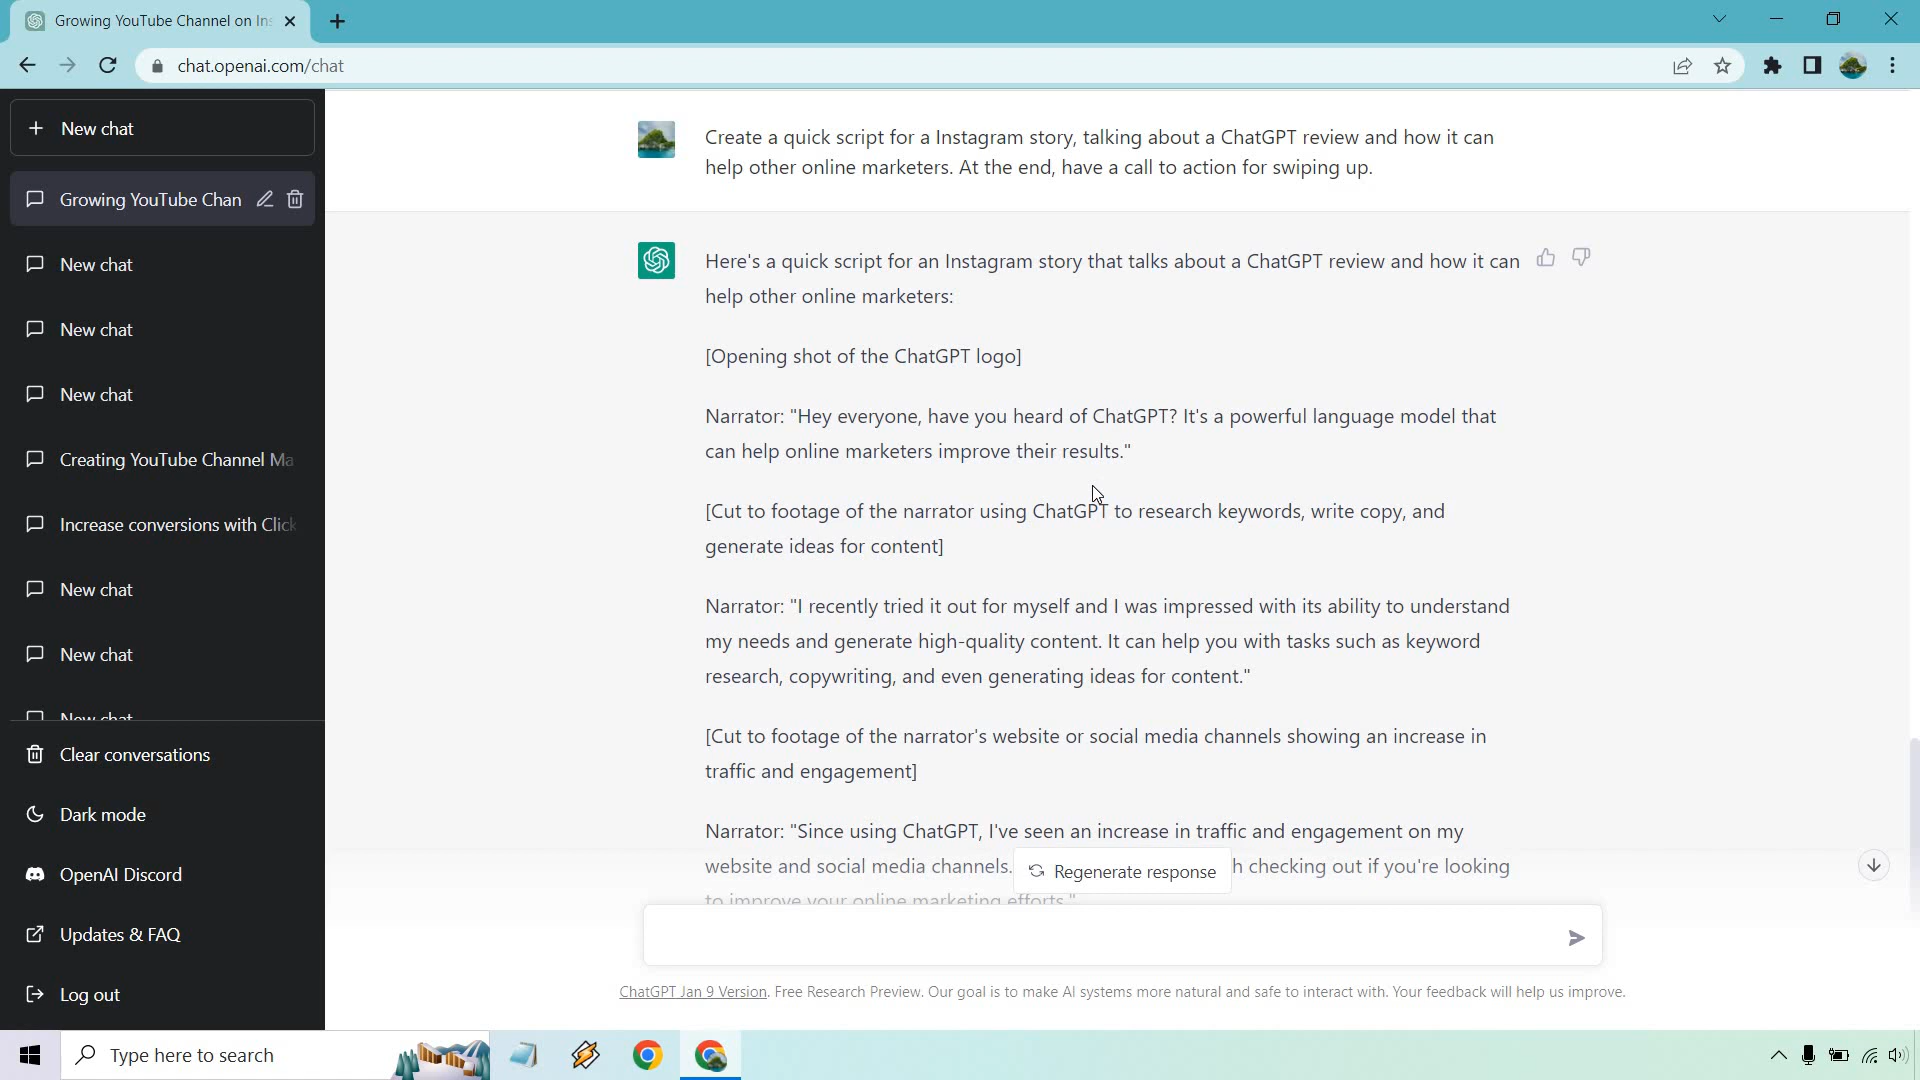 Growing YouTube Channel on Ins
chat.openai.com/chat
New chat
Growing YouTube Chan
New chat
New chat
New chat
Creating YouTube Channel Ma
Increase conversions with Click
New chat
New chat
New chat
Clear conversations
Dark mode
OpenAI Discord
Updates & FAQ
Log out
Create a quick script for a Instagram story, talking about a ChatGPT review and how it can
help other online marketers. At the end, have a call to action for swiping up.
Here's a quick script for an Instagram story that talks about a ChatGPT review and how it can
help other online marketers:
[Opening shot of the ChatGPT logo]
Narrator: "Hey everyone, have you heard of ChatGPT? It's a powerful language model that
can help online marketers improve their results."
[Cut to footage of the narrator using ChatGPT to research keywords, write copy, and
generate ideas for content]
Narrator: "I recently tried it out for myself and I was impressed with its ability to understand
my needs and generate high-quality content. It can help you with tasks such as keyword
research, copywriting, and even generating ideas for content."
[Cut to footage of the narrator's website or social media channels showing an increase in
traffic and engagement]
Narrator: "Since using ChatGPT, I've seen an increase in traffic and engagement on my
website and social media channels. h checking out if you're looking
to improve your online marketing efforts."
Regenerate response
ChatGPT Jan 9 Version. Free Research Preview. Our goal is to make AI systems more natural and safe to interact with. Your feedback will help us improve.
Type here to search